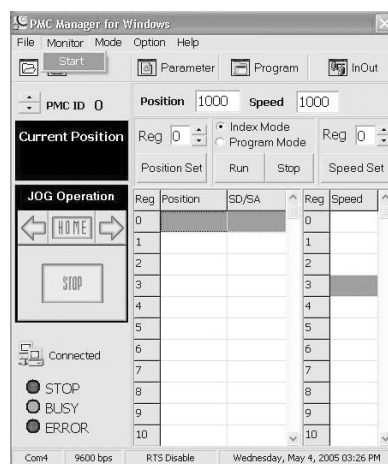 PMC Manager for Windows
File Monitor Mode Option Help
Start
Parameter Program InOut
PMC ID 0
Position 1000 Speed 1000
Current Position
Reg 0
Index Mode
Program Mode
Reg 0
Position Set Run Stop Speed Set
JOG Operation
HOME
STOP
Reg Position SD/SA Reg Speed
0 0
1 1
2 2
3 3
4 4
5 5
6 6
7 7
8 8
9 9
10 10
Connected
STOP
BUSY
ERROR
Com4 9600 bps RTS Disable Wednesday, May 4, 2005 03:26 PM